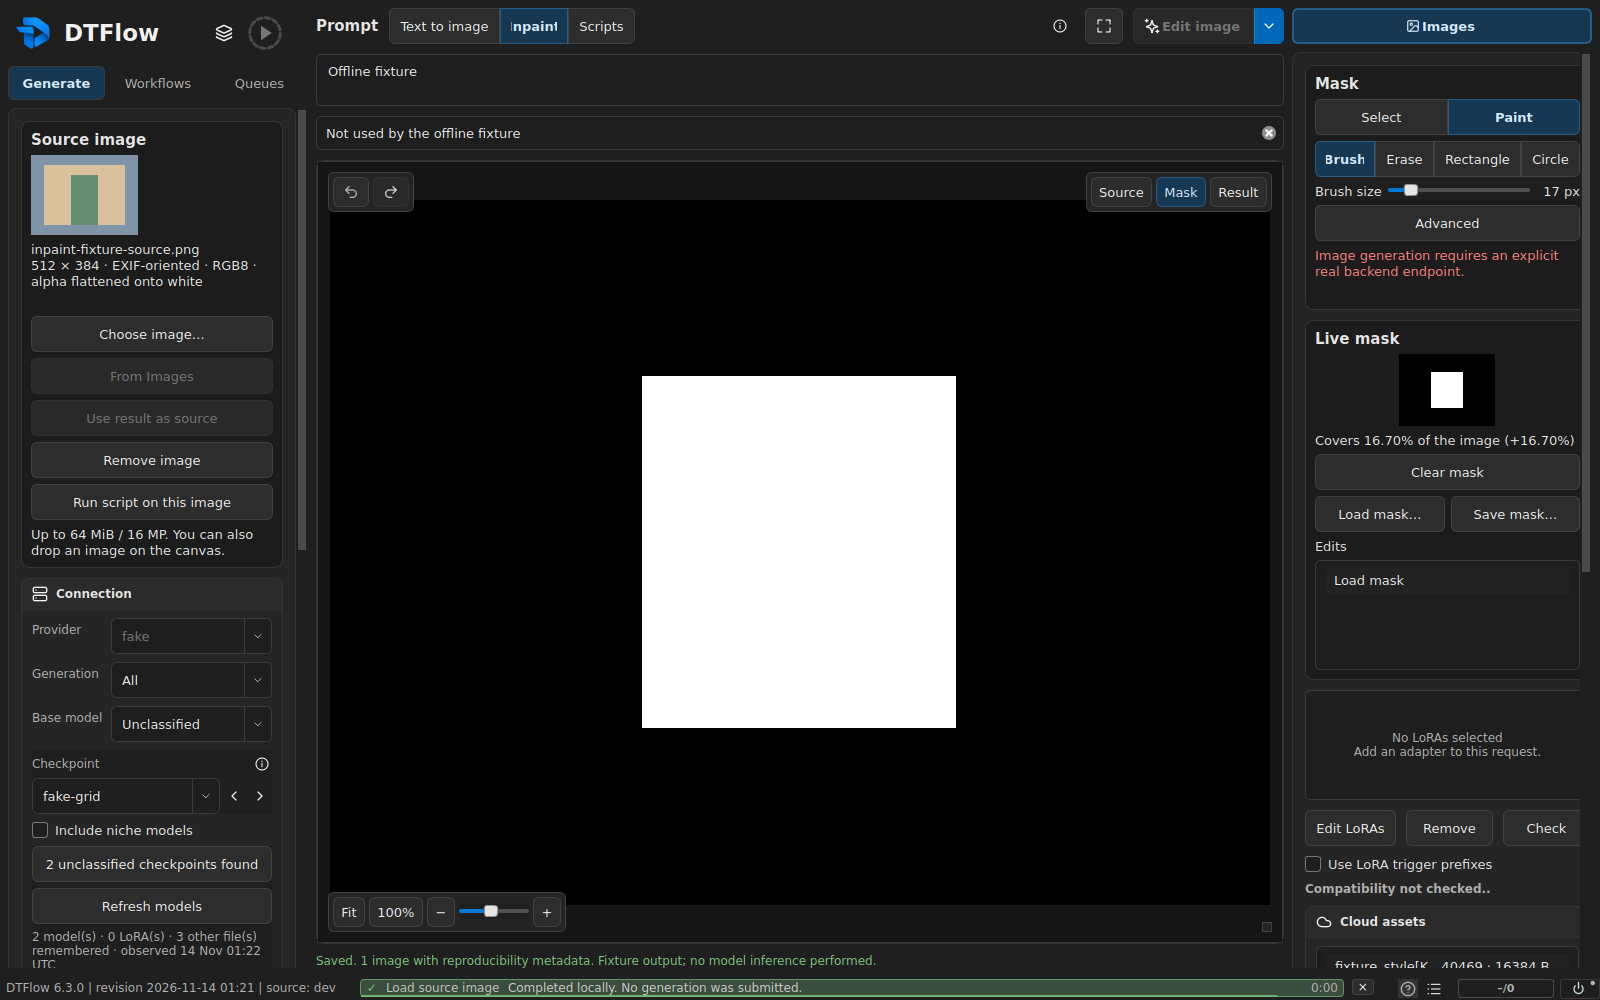 DTFlow
Generate
Workflows
Queues
Source image
inpaint-fixture-source.png
512 × 384 · EXIF-oriented · RGB8 ·
alpha flattened onto white
Choose image…
From Images
Use result as source
Remove image
Run script on this image
Up to 64 MiB / 16 MP. You can also
drop an image on the canvas.
Connection
Provider
fake
Generation
All
Base model
Unclassified
Checkpoint
fake-grid
Include niche models
2 unclassified checkpoints found
Refresh models
2 model(s) · 0 LoRA(s) · 3 other file(s)
remembered · observed 14 Nov 01:22
UTC
Prompt
Text to image
Inpaint
Scripts
Edit image
Offline fixture
Not used by the offline fixture
Source
Mask
Result
Fit
100%
−
+
Saved. 1 image with reproducibility metadata. Fixture output; no model inference performed.
Images
Mask
Select
Paint
Brush
Erase
Rectangle
Circle
Brush size
17 px
Advanced
Image generation requires an explicit
real backend endpoint.
Live mask
Covers 16.70% of the image (+16.70%)
Clear mask
Load mask…
Save mask…
Edits
Load mask
No LoRAs selected
Add an adapter to this request.
Edit LoRAs
Remove
Check
Use LoRA trigger prefixes
Compatibility not checked..
Cloud assets
fixture_style[K… 40469 · 16384 B
DTFlow 6.3.0 | revision 2026-11-14 01:21 | source: dev
✓ Load source image Completed locally. No generation was submitted.
0:00
–/0